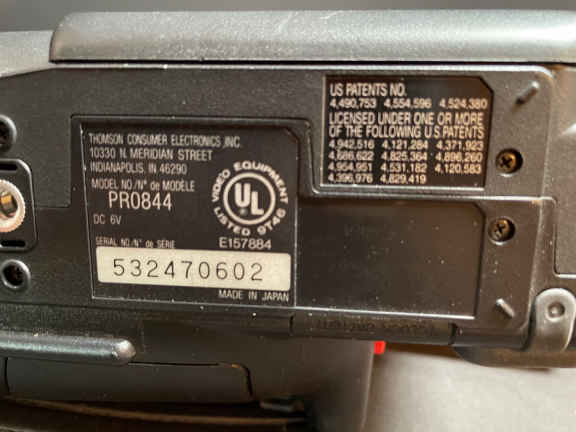 US PATENTS NO.
4,490,753 4,554,596 4,524,380
LICENSED UNDER ONE OR MORE
OF THE FOLLOWING U.S. PATENTS
4,942,516 4,121,284 4,371,923
4,686,622 4,825,364 4,896,260
4,954,951 4,531,182 4,120,583
4,396,976 4,829,419
THOMSON CONSUMER ELECTRONICS, INC.
10330 N. MERIDIAN STREET
INDIANAPOLIS, IN 46290
MODEL NO./N° de MODÈLE
PRO844
DC 6V
VIDEO EQUIPMENT
UL
LISTED 9T46
E157884
SERIAL NO./N° de SÉRIE
532470602
MADE IN JAPAN